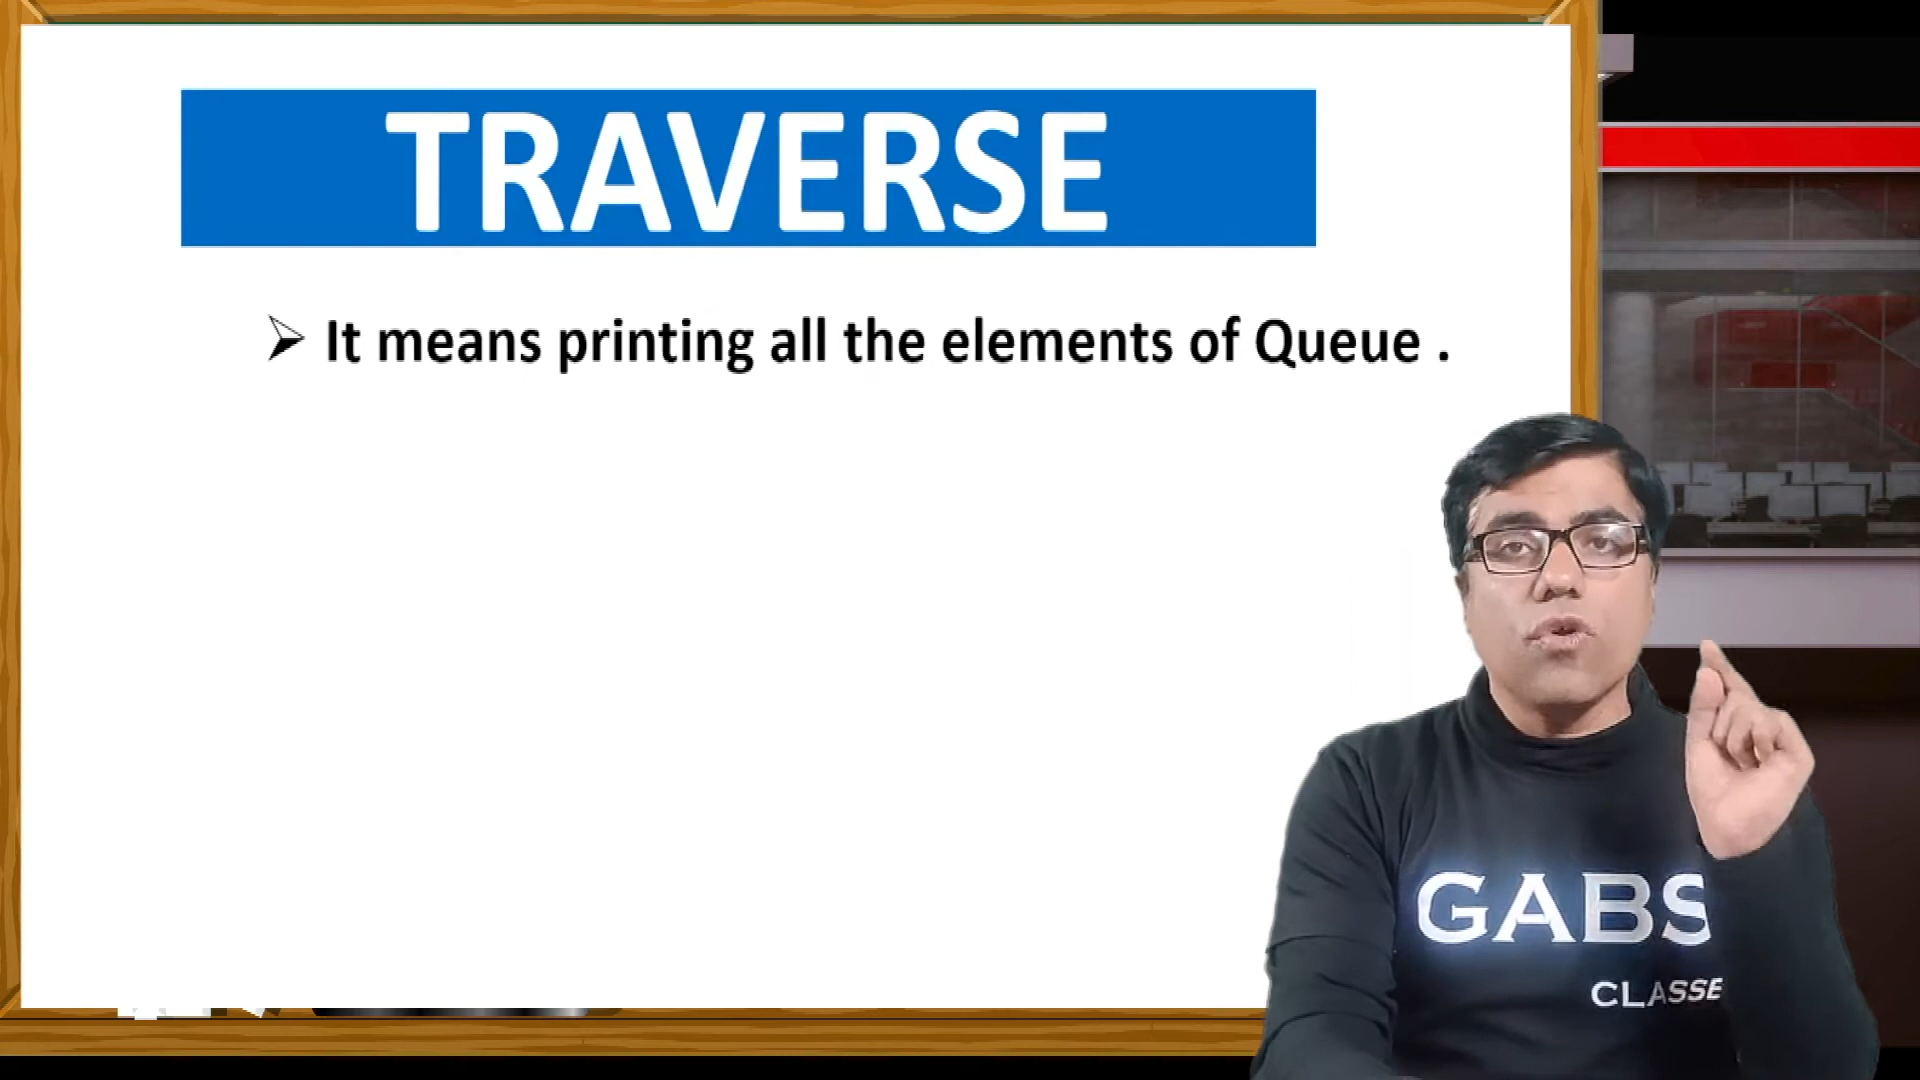 TRAVERSE
It means printing all the elements of Queue .
GABS
CLASSE